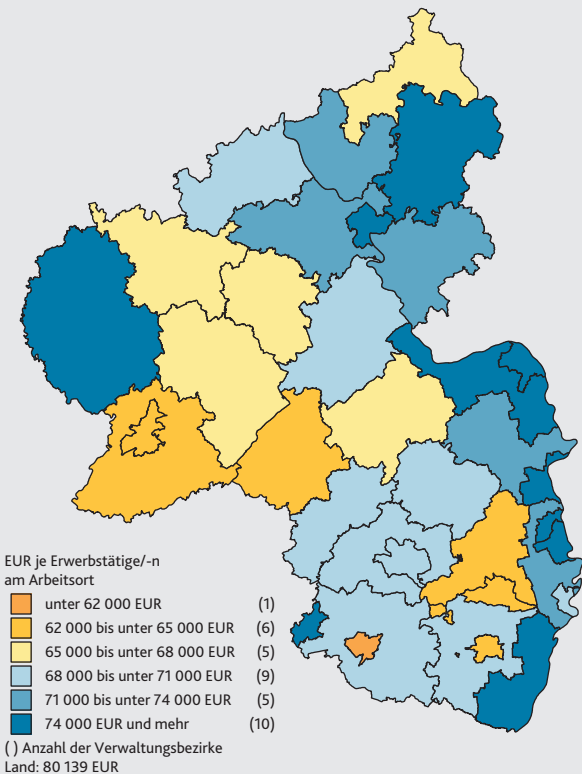 EUR je Erwerbstätige/-n
am Arbeitsort
unter 62 000 EUR (1)
62 000 bis unter 65 000 EUR (6)
65 000 bis unter 68 000 EUR (5)
68 000 bis unter 71 000 EUR (9)
71 000 bis unter 74 000 EUR (5)
74 000 EUR und mehr (10)
( ) Anzahl der Verwaltungsbezirke
Land: 80 139 EUR